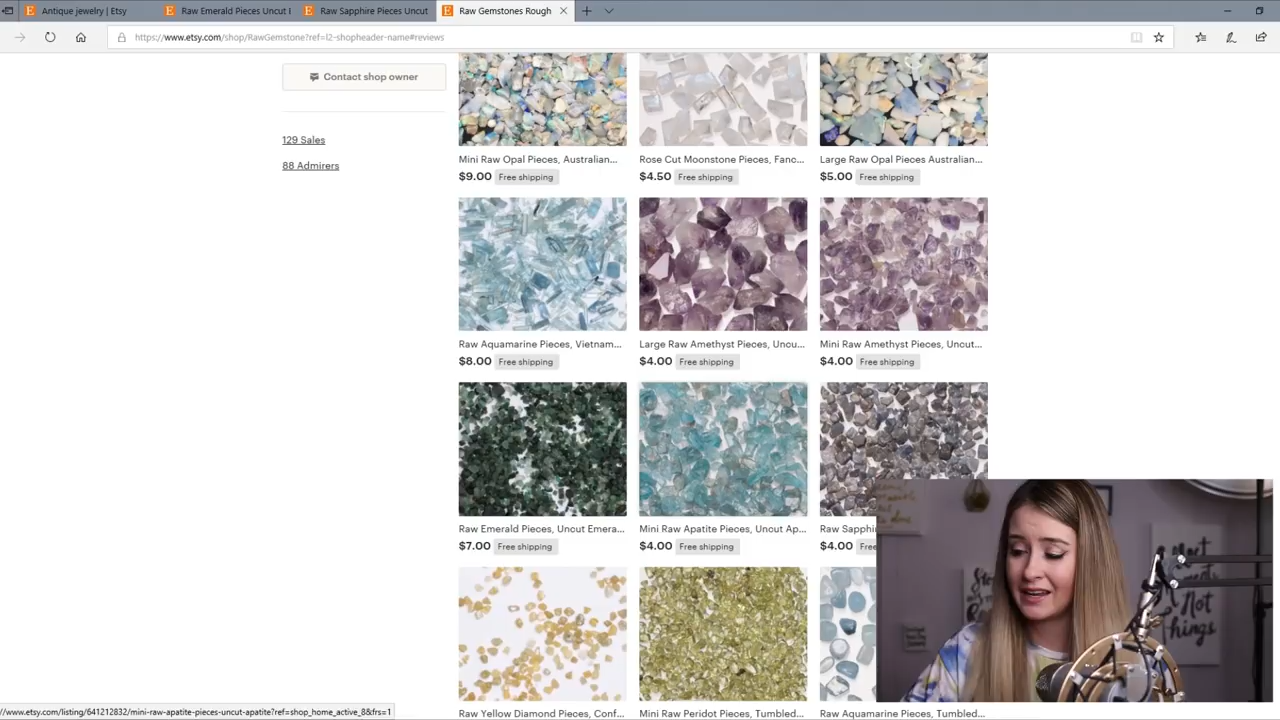 Antique jewelry | Etsy
Raw Emerald Pieces Uncut E
Raw Sapphire Pieces Uncut
Raw Gemstones Rough
https://www.etsy.com/shop/RawGemstone?ref=l2-shopheader-name#reviews
Contact shop owner
129 Sales
88 Admirers
Mini Raw Opal Pieces, Australian...
$9.00 Free shipping
Rose Cut Moonstone Pieces, Fanc...
$4.50 Free shipping
Large Raw Opal Pieces Australian...
$5.00 Free shipping
Raw Aquamarine Pieces, Vietnam...
$8.00 Free shipping
Large Raw Amethyst Pieces, Uncu...
$4.00 Free shipping
Mini Raw Amethyst Pieces, Uncut...
$4.00 Free shipping
Raw Emerald Pieces, Uncut Emera...
$7.00 Free shipping
Mini Raw Apatite Pieces, Uncut Ap...
$4.00 Free shipping
Raw Sapphi
$4.00 Free
Raw Yellow Diamond Pieces, Conf...
Mini Raw Peridot Pieces, Tumbled...
Raw Aquamarine Pieces, Tumbled...
//www.etsy.com/listing/641212832/mini-raw-apatite-pieces-uncut-apatite?ref=shop_home_active_8&frs=1
Not
Things